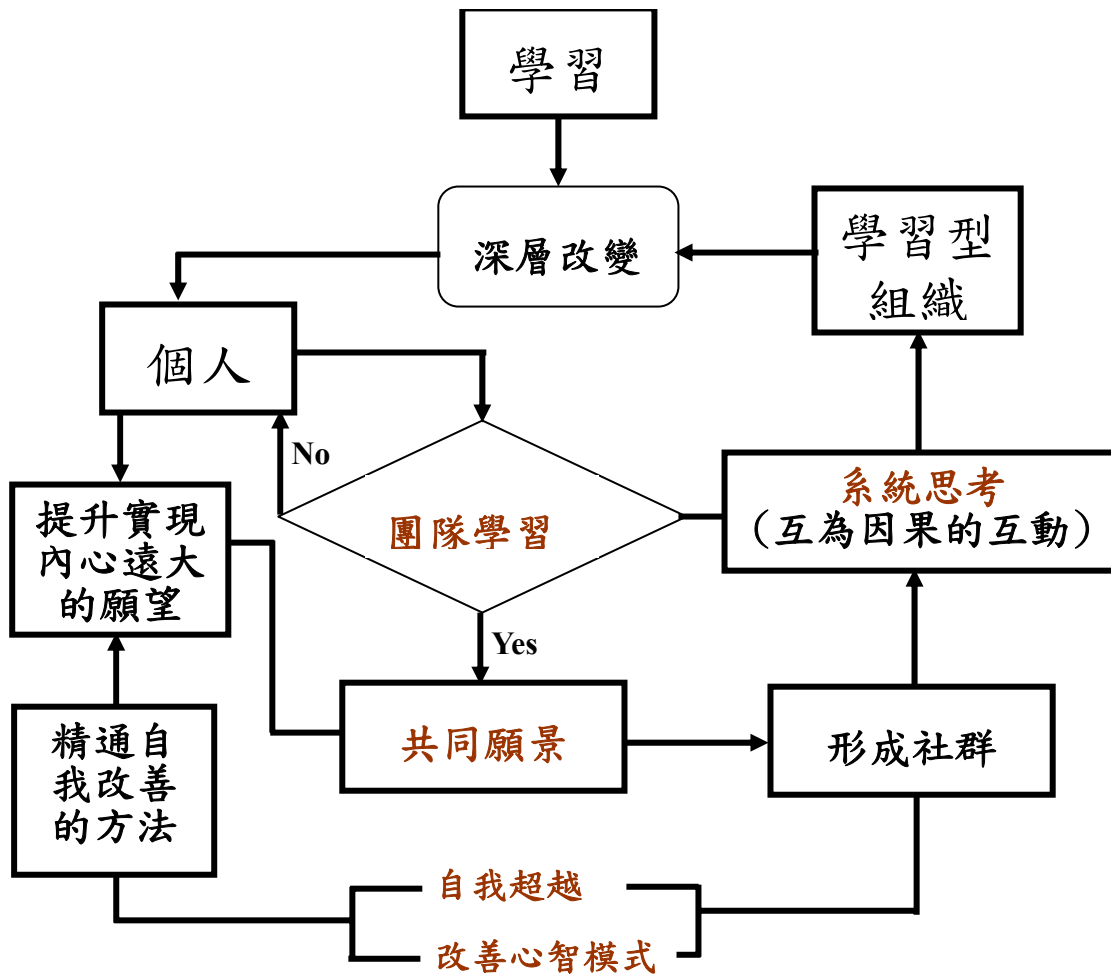 學習
深層改變
學習型
組織
個人
No
團隊學習
系統思考
（互為因果的互動）
提升實現
內心遠大
的願望
Yes
精通自
我改善
的方法
共同願景
形成社群
自我超越
改善心智模式